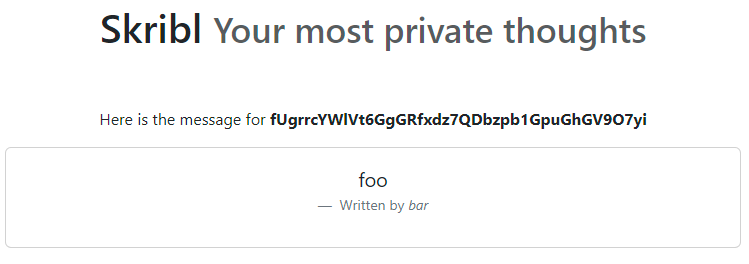 Skribl Your most private thoughts
Here is the message for fUgrrcYWlVt6GgGRfxdz7QDbzpb1GpuGhGV9O7yi
foo
— Written by bar